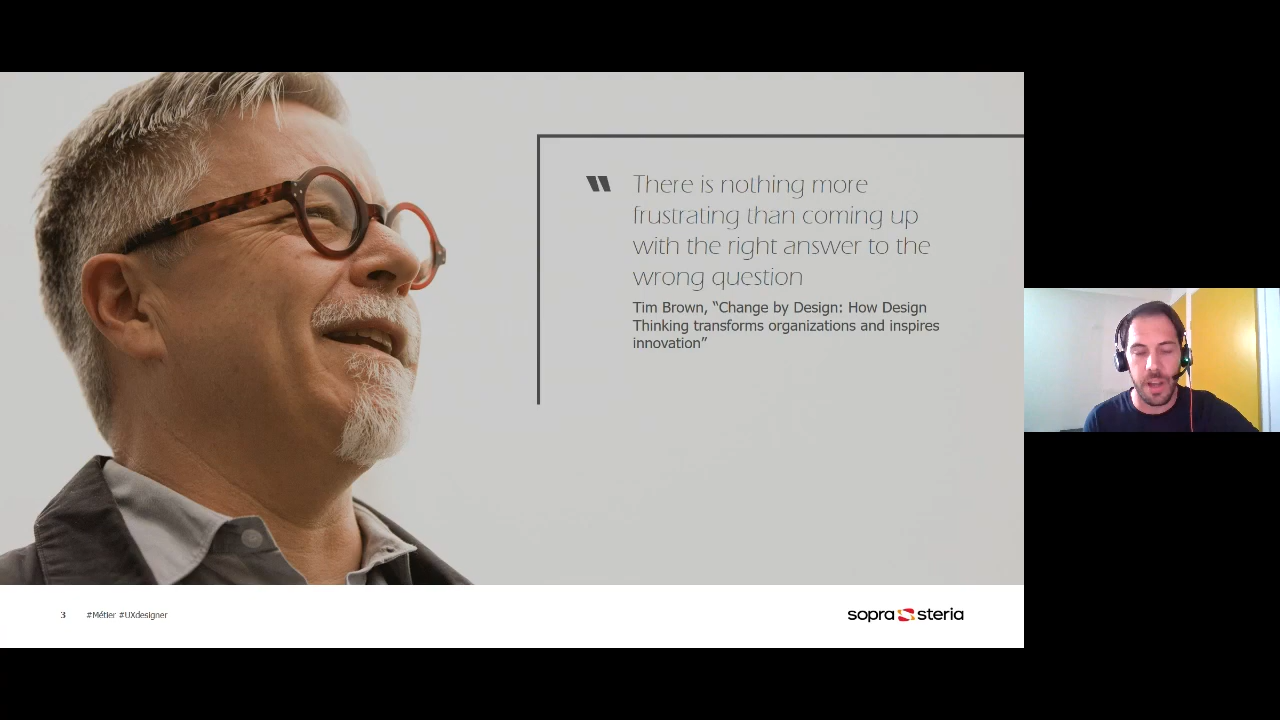 There is nothing more
frustrating than coming up
with the right answer to the
wrong question
Tim Brown, “Change by Design: How Design
Thinking transforms organizations and inspires
innovation”
3 #Métier #UXdesigner
sopra steria